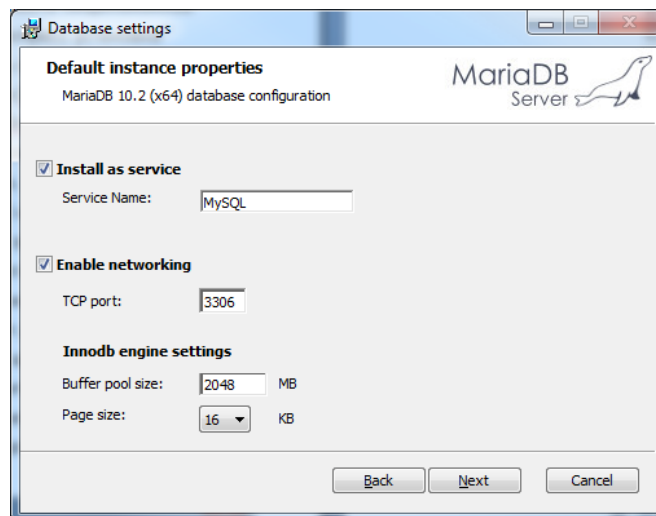 Database settings
Default instance properties
MariaDB 10.2 (x64) database configuration
MariaDB
Server
Install as service
Service Name: MySQL
Enable networking
TCP port: 3306
Innodb engine settings
Buffer pool size: 2048 MB
Page size: 16 KB
Back Next Cancel